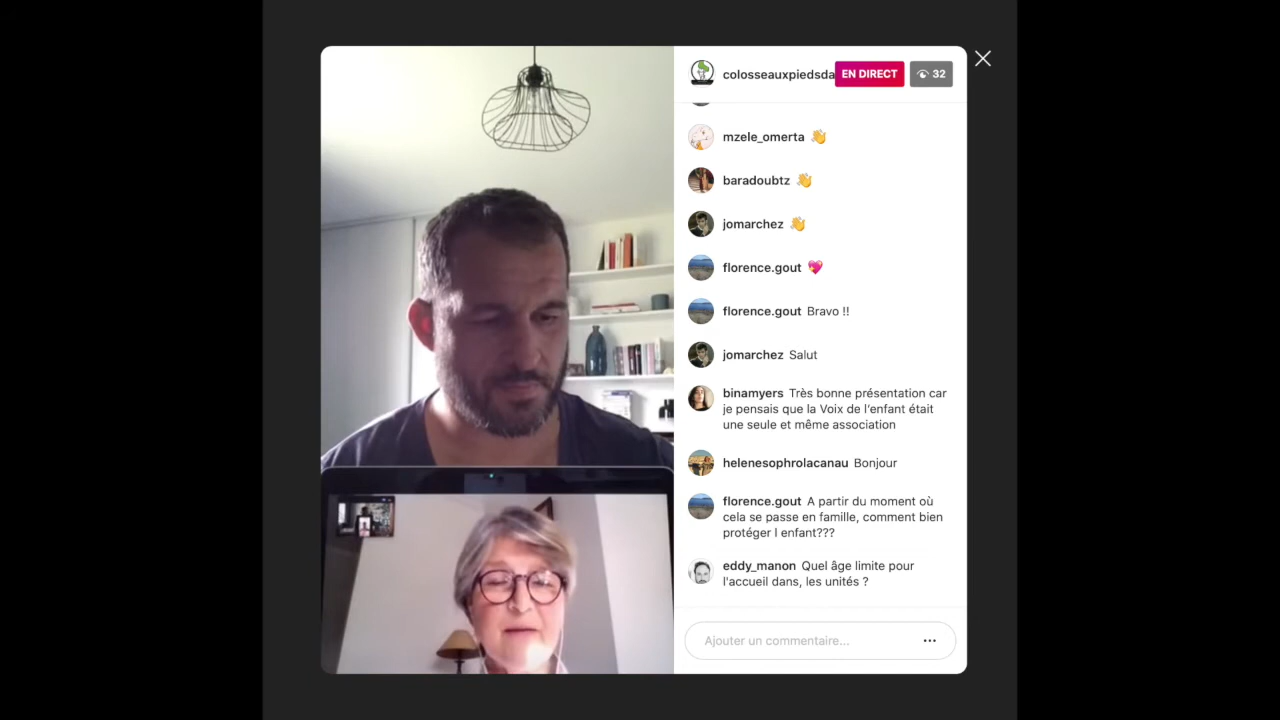 colosseauxpiedsda
EN DIRECT
32
mzele_omerta 👋
baradoubtz 👋
jomarchez 👋
florence.gout 💖
florence.gout Bravo !!
jomarchez Salut
binamyers Très bonne présentation car
je pensais que la Voix de l'enfant était
une seule et même association
helenesophrolacanau Bonjour
florence.gout A partir du moment où
cela se passe en famille, comment bien
protéger l enfant???
eddy_manon Quel âge limite pour
l'accueil dans, les unités ?
Ajouter un commentaire...